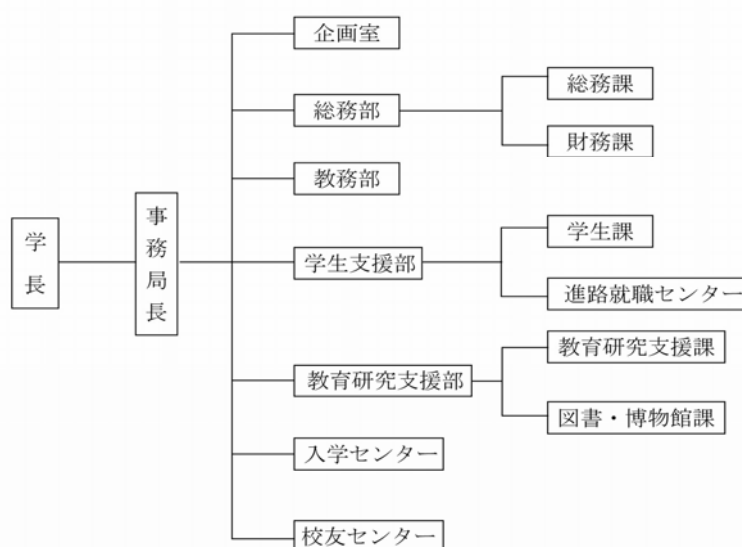 学長
事務局長
企画室
総務部
総務課
財務課
教務部
学生支援部
学生課
進路就職センター
教育研究支援部
教育研究支援課
図書・博物館課
入学センター
校友センター